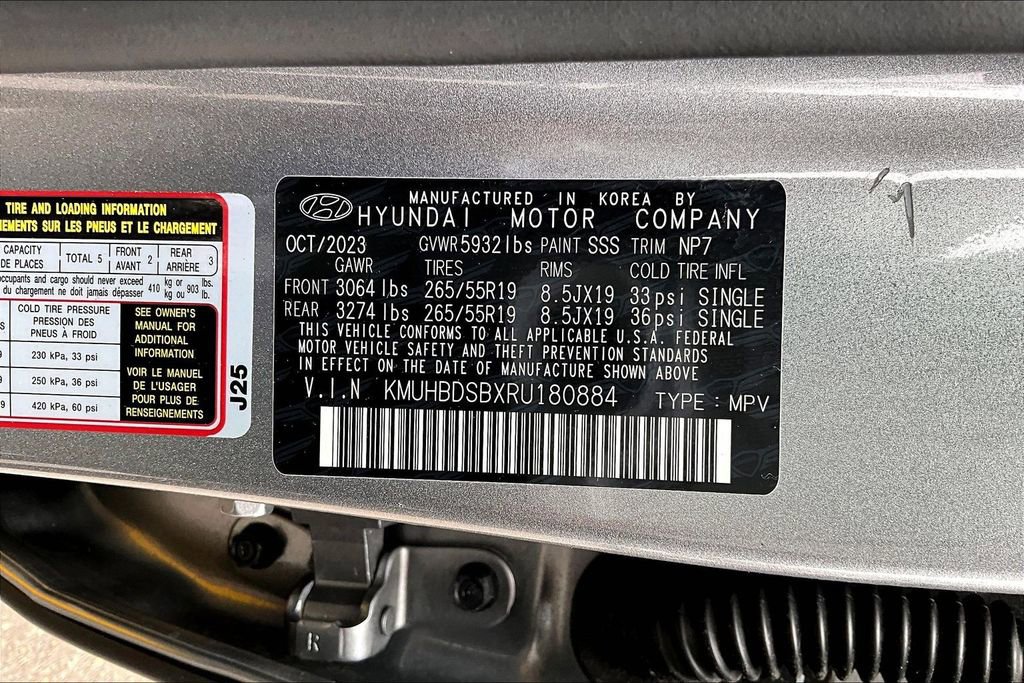 TIRE AND LOADING INFORMATION
SUR LES PNEUS ET LE CHARGEMENT
CAPACITY TOTAL 5 FRONT 2 REAR 3
DE PLACES AVANT ARRIÈRE
occupants and cargo should never exceed 410 kg or 903 lbs.
du chargement ne doit jamais dépasser kg ou lb.
COLD TIRE PRESSURE
PRESSION DES
PNEUS À FROID
230 kPa, 33 psi
250 kPa, 36 psi
420 kPa, 60 psi
SEE OWNER'S
MANUAL FOR
ADDITIONAL
INFORMATION
VOIR LE MANUEL
DE L'USAGER
POUR PLUS DE
RENSEIGNEMENTS
J25
MANUFACTURED IN KOREA BY
HYUNDAI MOTOR COMPANY
OCT/2023 GVWR 5932 lbs PAINT SSS TRIM NP7
GAWR TIRES RIMS COLD TIRE INFL
FRONT 3064 lbs 265/55R19 8.5JX19 33 psi SINGLE
REAR 3274 lbs 265/55R19 8.5JX19 36 psi SINGLE
THIS VEHICLE CONFORMS TO ALL APPLICABLE U.S.A. FEDERAL
MOTOR VEHICLE SAFETY AND THEFT PREVENTION STANDARDS
IN EFFECT ON THE DATE OF MANUFACTURE SHOWN ABOVE
V.I.N KMUHBDSBXRU180884 TYPE : MPV
R